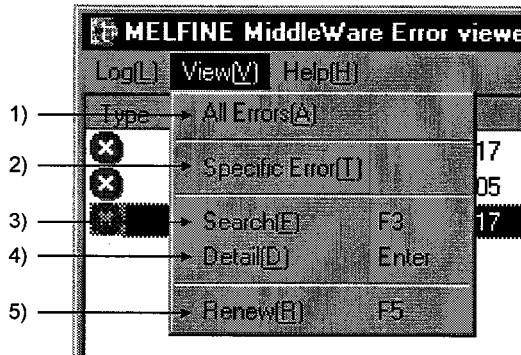 MELFINE MiddleWare Error viewe
Log(L) View(V) Help(H)
Type
1) All Errors(A)
17
2) Specific Error(T)
05
17
3) Search(F) F3
4) Detail(D) Enter
5) Renew(R) F5